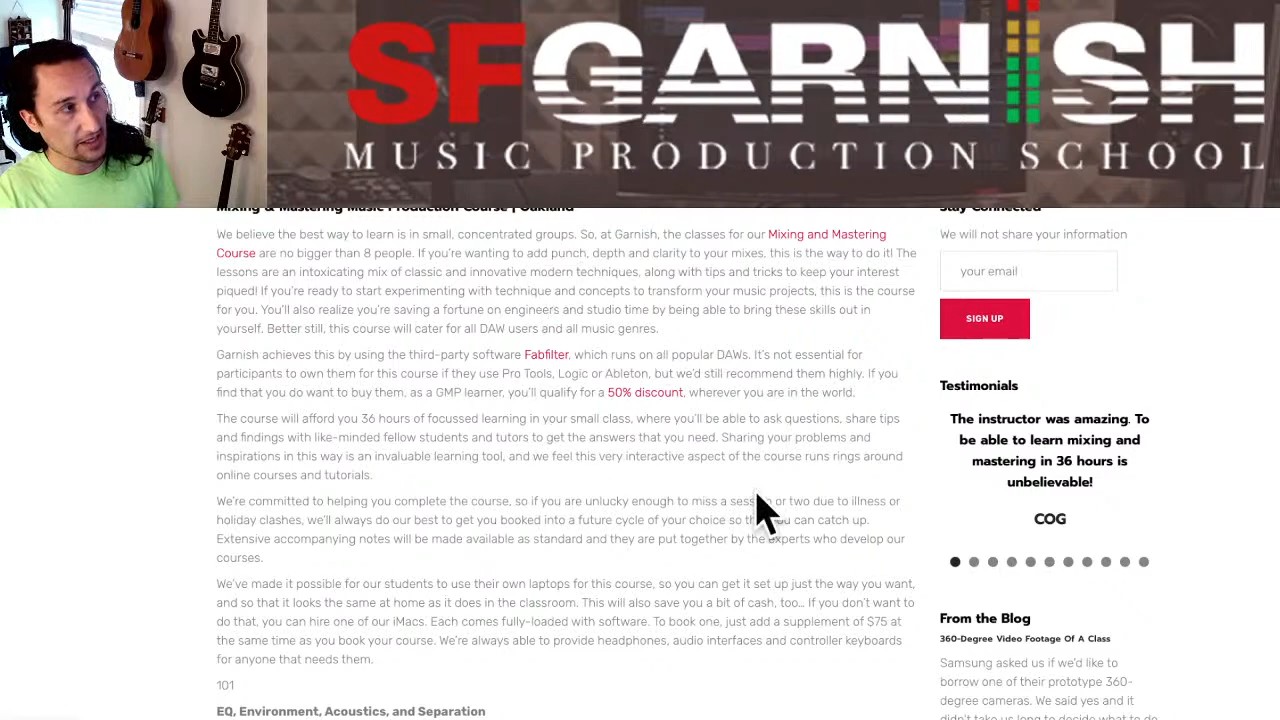 SFGARNISH
MUSIC PRODUCTION SCHOOL
Mixing & Mastering Music Production Course | Oakland
We believe the best way to learn is in small, concentrated groups. So, at Garnish, the classes for our Mixing and Mastering
Course are no bigger than 8 people. If you're wanting to add punch, depth and clarity to your mixes, this is the way to do it! The
lessons are an intoxicating mix of classic and innovative modern techniques, along with tips and tricks to keep your interest
piqued! If you're ready to start experimenting with technique and concepts to transform your music projects, this is the course
for you. You'll also realize you're saving a fortune on engineers and studio time by being able to bring these skills out in
yourself. Better still, this course will cater for all DAW users and all music genres.
Garnish achieves this by using the third-party software Fabfilter, which runs on all popular DAWs. It's not essential for
participants to own them for this course if they use Pro Tools, Logic or Ableton, but we'd still recommend them highly. If you
find that you do want to buy them, as a GMP learner, you'll qualify for a 50% discount, wherever you are in the world.
The course will afford you 36 hours of focussed learning in your small class, where you'll be able to ask questions, share tips
and findings with like-minded fellow students and tutors to get the answers that you need. Sharing your problems and
inspirations in this way is an invaluable learning tool, and we feel this very interactive aspect of the course runs rings around
online courses and tutorials.
We're committed to helping you complete the course, so if you are unlucky enough to miss a session or two due to illness or
holiday clashes, we'll always do our best to get you booked into a future cycle of your choice so that you can catch up.
Extensive accompanying notes will be made available as standard and they are put together by the experts who develop our
courses.
We've made it possible for our students to use their own laptops for this course, so you can get it set up just the way you want,
and so that it looks the same at home as it does in the classroom. This will also save you a bit of cash, too... If you don't want to
do that, you can hire one of our iMacs. Each comes fully-loaded with software. To book one, just add a supplement of $75 at
the same time as you book your course. We're always able to provide headphones, audio interfaces and controller keyboards
for anyone that needs them.
101
EQ, Environment, Acoustics, and Separation
Stay Connected
We will not share your information
your email
SIGN UP
Testimonials
The instructor was amazing. To
be able to learn mixing and
mastering in 36 hours is
unbelievable!
COG
From the Blog
360-Degree Video Footage Of A Class
Samsung asked us if we'd like to
borrow one of their prototype 360-
degree cameras. We said yes and it
didn't take us long to decide what to do